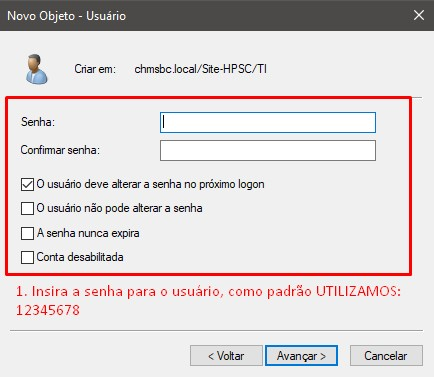 Novo Objeto - Usuário
Criar em: chmsbc.local/Site-HPSC/TI
Senha:
Confirmar senha:
O usuário deve alterar a senha no próximo logon
O usuário não pode alterar a senha
A senha nunca expira
Conta desabilitada
1. Insira a senha para o usuário, como padrão UTILIZAMOS:
12345678
< Voltar Avançar > Cancelar